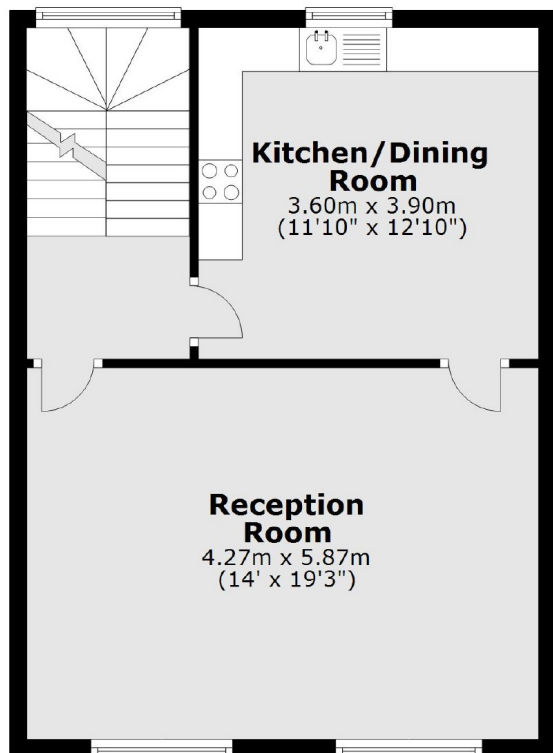 Kitchen/Dining
Room
3.60m x 3.90m
(11'10" x 12'10")
Reception
Room
4.27m x 5.87m
(14' x 19'3")